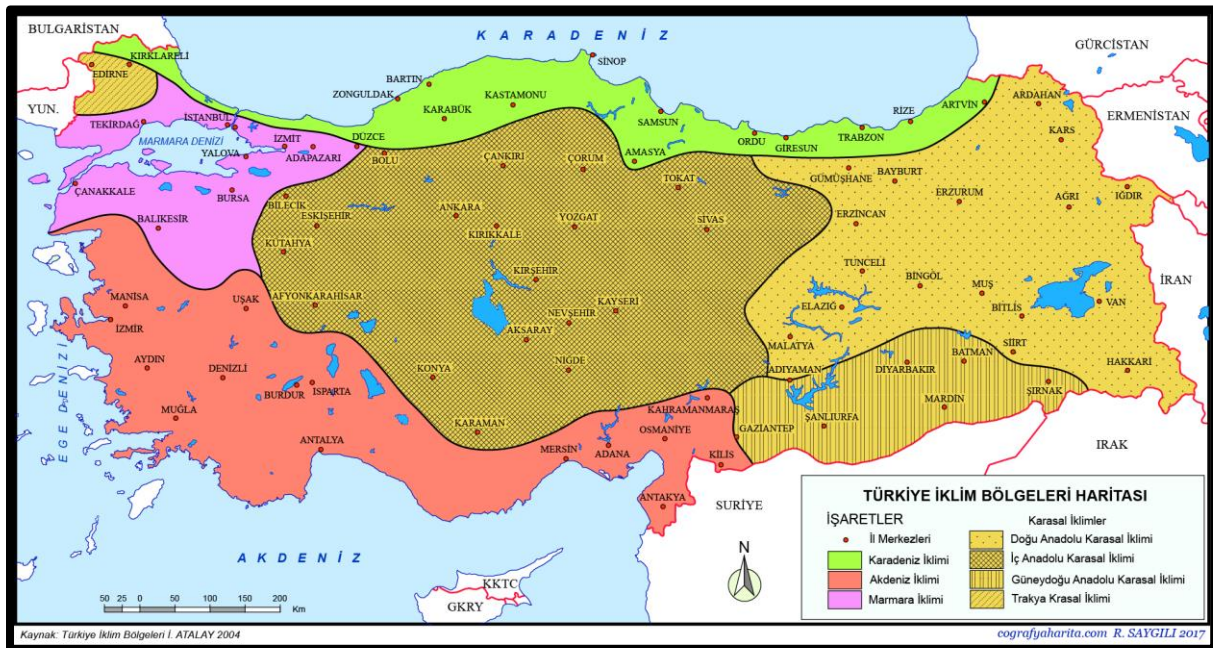 BULGARİSTAN
KARADENİZ
GÜRCİSTAN
SİNOP
KIRKLARELİ
EDİRNE
BARTIN
ZONGULDAK
KASTAMONU
KARABÜK
ARTVİN
ARDAHAN
RİZE
YUN.
ERMENİSTAN
TEKİRDAĞ
İSTANBUL
SAMSUN
ORDU
GİRESUN
TRABZON
KARS
MARMARA DENİZİ
İZMİT
DÜZCE
YALOVA
ADAPAZARI
BOLU
ÇANKIRI
ÇORUM
AMASYA
GÜMÜŞHANE
BAYBURT
TOKAT
ÇANAKKALE
BURSA
BİLECİK
ESKİŞEHİR
ANKARA
ERZURUM
AĞRI
IĞDIR
BALIKESİR
KIRIKKALE
YOZGAT
SİVAS
ERZİNCAN
KÜTAHYA
TUNCELİ
BİNGÖL
MUŞ
İRAN
KIRŞEHİR
MANİSA
UŞAK
AFYONKARAHİSAR
NEVŞEHİR
KAYSERİ
ELAZIĞ
BİTLİS
VAN
İZMİR
AKSARAY
MALATYA
SİİRT
AYDIN
DENİZLİ
KONYA
NİĞDE
ADIYAMAN
DİYARBAKIR
BATMAN
HAKKARİ
BURDUR
ISPARTA
EGE DENİZİ
MUĞLA
KAHRAMANMARAŞ
ŞANLIURFA
MARDİN
ŞIRNAK
KARAMAN
OSMANİYE
GAZİANTEP
ANTALYA
MERSİN
ADANA
KİLİS
IRAK
ANTAKYA
SURİYE
AKDENİZ
KKTC
GKRY
N
50 25 0 50 100 150 200
Km
TÜRKİYE İKLİM BÖLGELERİ HARİTASI
İŞARETLER
İl Merkezleri
Karadeniz İklimi
Akdeniz İklimi
Marmara İklimi
Karasal İklimler
Doğu Anadolu Karasal İklimi
İç Anadolu Karasal İklimi
Güneydoğu Anadolu Karasal İklimi
Trakya Krasal İklimi
Kaynak: Türkiye İklim Bölgeleri İ. ATALAY 2004
cografyaharita.com R. SAYGILI 2017